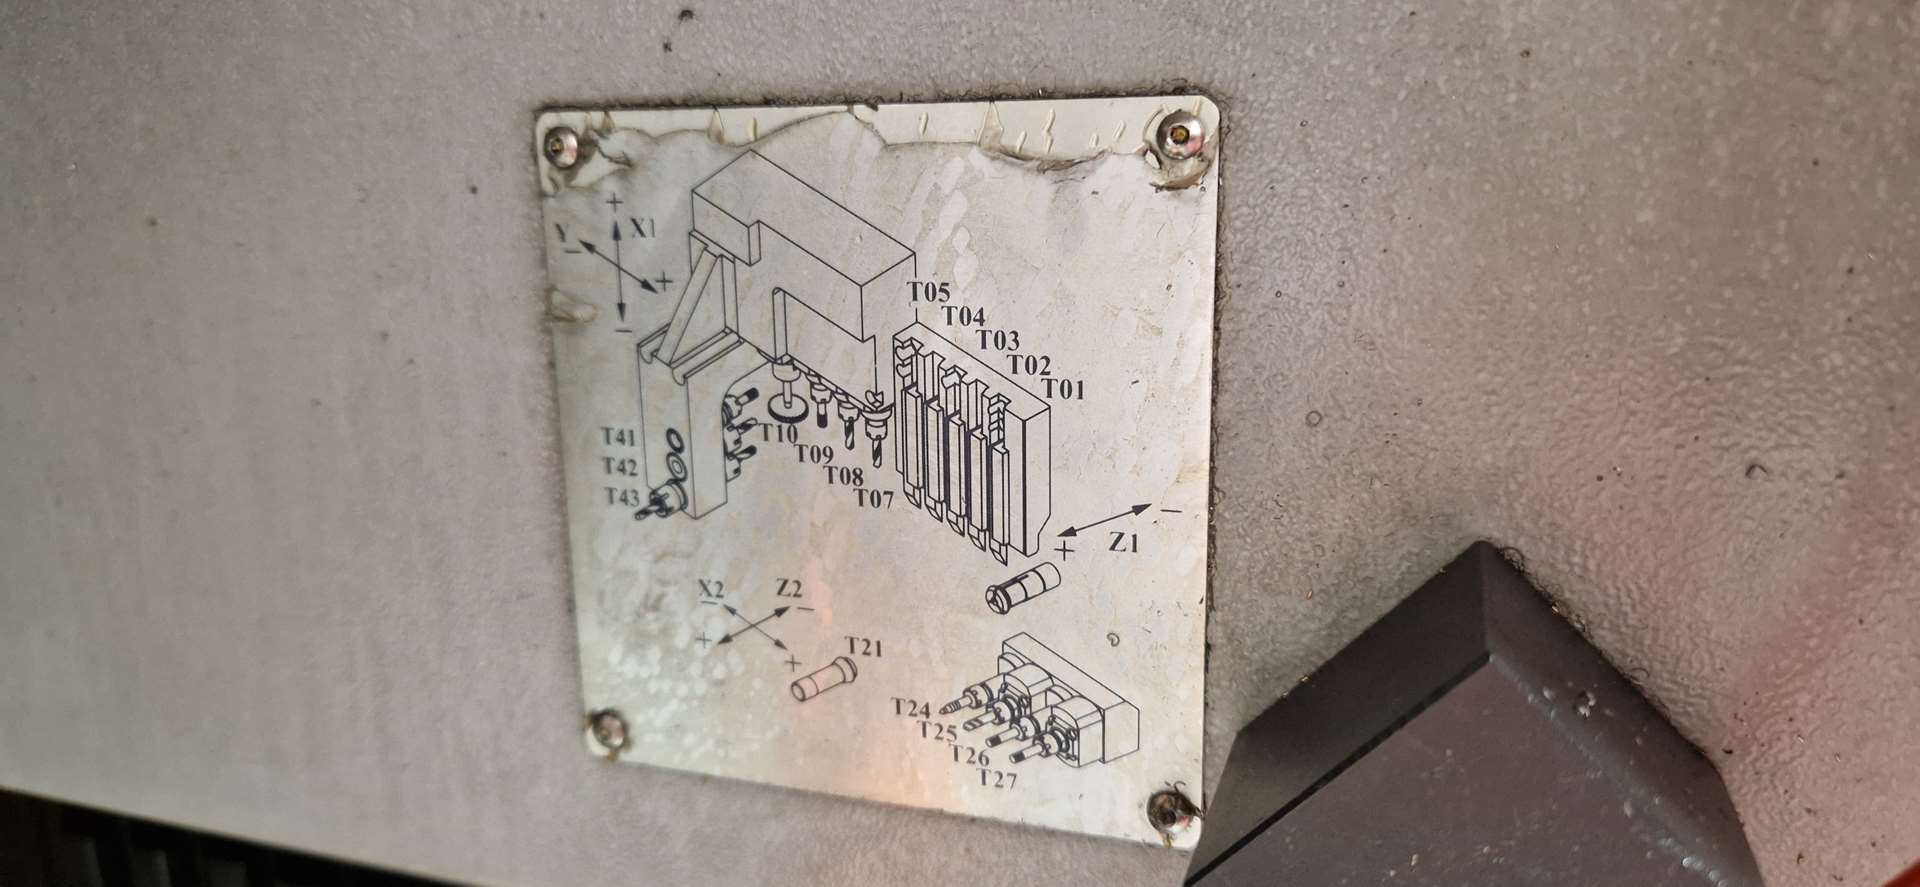 +
X1
Y
−
+
−
T05
T04
T03
T02
T01
T10
T09
T08
T07
T41
T42
T43
−
Z1
+
X2
Z2
−
−
+
+
T21
T24
T25
T26
T27